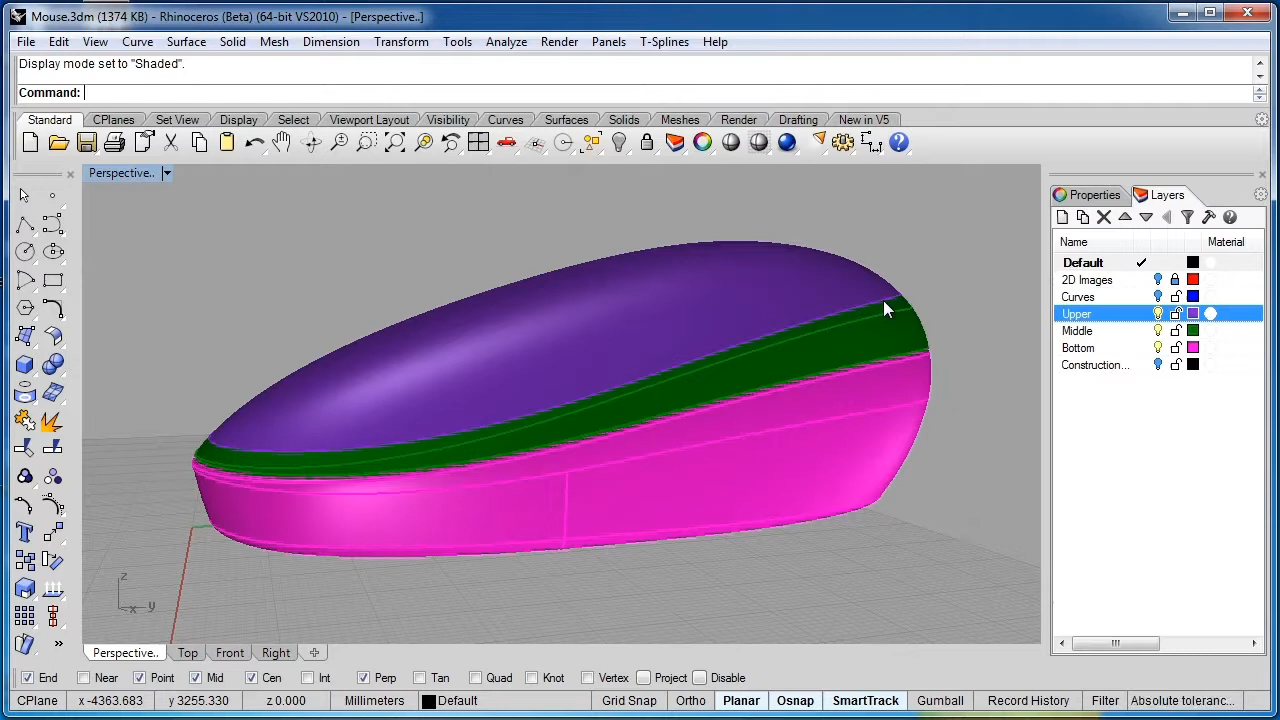 Mouse.3dm (1374 KB) - Rhinoceros (Beta) (64-bit VS2010) - [Perspective..]
File Edit View Curve Surface Solid Mesh Dimension Transform Tools Analyze Render Panels T-Splines Help
Display mode set to "Shaded".
Command:
Standard CPlanes Set View Display Select Viewport Layout Visibility Curves Surfaces Solids Meshes Render Drafting New in V5
Perspective..
Properties Layers
Name Material
Default
2D Images
Curves
Upper
Middle
Bottom
Construction...
z
x y
Perspective.. Top Front Right
End Near Point Mid Cen Int Perp Tan Quad Knot Vertex Project Disable
CPlane x -4363.683 y 3255.330 z 0.000 Millimeters Default Grid Snap Ortho Planar Osnap SmartTrack Gumball Record History Filter Absolute toleranc...